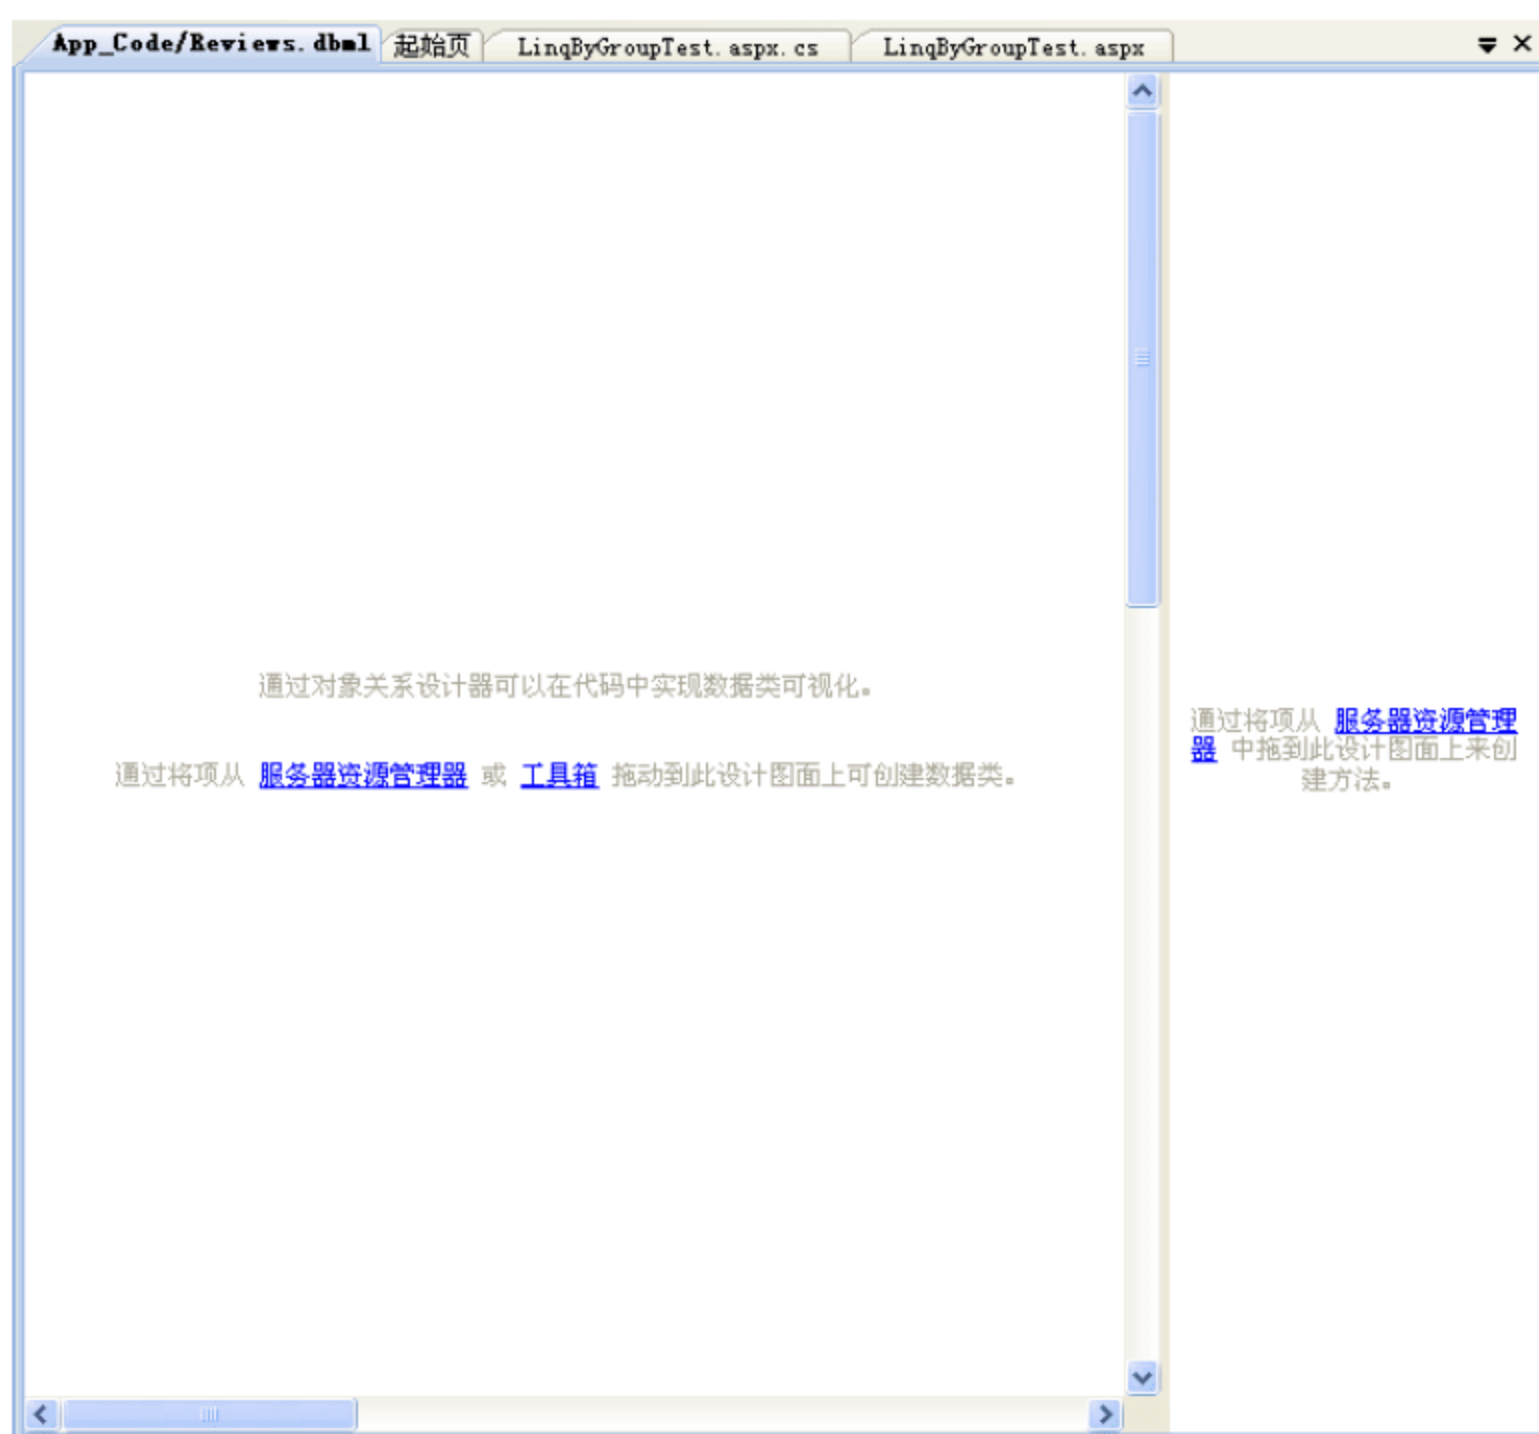 App_Code/Reviews.dbml 起始页 LinqByGroupTest.aspx.cs LinqByGroupTest.aspx
通过对象关系设计器可以在代码中实现数据类可视化。
通过将项从 服务器资源管理器 或 工具箱 拖动到此设计图面上可创建数据类。
通过将项从 服务器资源管理
器 中拖到此设计图面上来创
建方法。